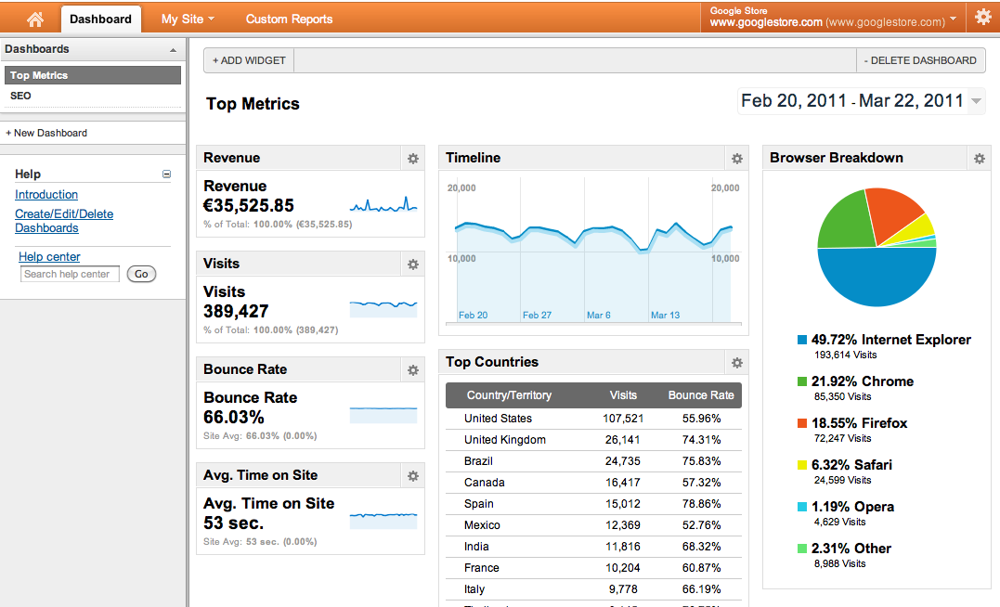 Dashboard
My Site
Custom Reports
Google Store
www.googlestore.com (www.googlestore.com)
Dashboards
Top Metrics
SEO
+ New Dashboard
Help
Introduction
Create/Edit/Delete
Dashboards
Help center
Search help center
Go
+ ADD WIDGET
- DELETE DASHBOARD
Top Metrics
Feb 20, 2011 - Mar 22, 2011
Revenue
Revenue
€35,525.85
% of Total: 100.00% (€35,525.85)
Visits
Visits
389,427
% of Total: 100.00% (389,427)
Bounce Rate
Bounce Rate
66.03%
Site Avg: 66.03% (0.00%)
Avg. Time on Site
Avg. Time on Site
53 sec.
Site Avg: 53 sec. (0.00%)
Timeline
20,000 20,000
10,000 10,000
Feb 20 Feb 27 Mar 6 Mar 13
Top Countries
Country/Territory Visits Bounce Rate
United States 107,521 55.96%
United Kingdom 26,141 74.31%
Brazil 24,735 75.83%
Canada 16,417 57.32%
Spain 15,012 78.86%
Mexico 12,369 52.76%
India 11,816 68.32%
France 10,204 60.87%
Italy 9,778 66.19%
Browser Breakdown
49.72% Internet Explorer
193,614 Visits
21.92% Chrome
85,350 Visits
18.55% Firefox
72,247 Visits
6.32% Safari
24,599 Visits
1.19% Opera
4,629 Visits
2.31% Other
8,988 Visits